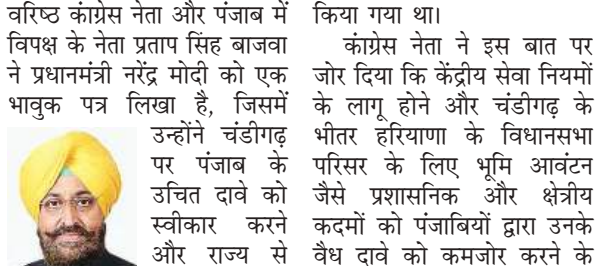 वरिष्ठ कांग्रेस नेता और पंजाब में
विपक्ष के नेता प्रताप सिंह बाजवा
ने प्रधानमंत्री नरेंद्र मोदी को एक
भावुक पत्र लिखा है, जिसमें
उन्होंने चंडीगढ़
पर पंजाब के
उचित दावे को
स्वीकार करने
और राज्य से
किया गया था।
कांग्रेस नेता ने इस बात पर
जोर दिया कि केंद्रीय सेवा नियमों
के लागू होने और चंडीगढ़ के
भीतर हरियाणा के विधानसभा
परिसर के लिए भूमि आवंटन
जैसे प्रशासनिक और क्षेत्रीय
कदमों को पंजाबियों द्वारा उनके
वैध दावे को कमजोर करने के